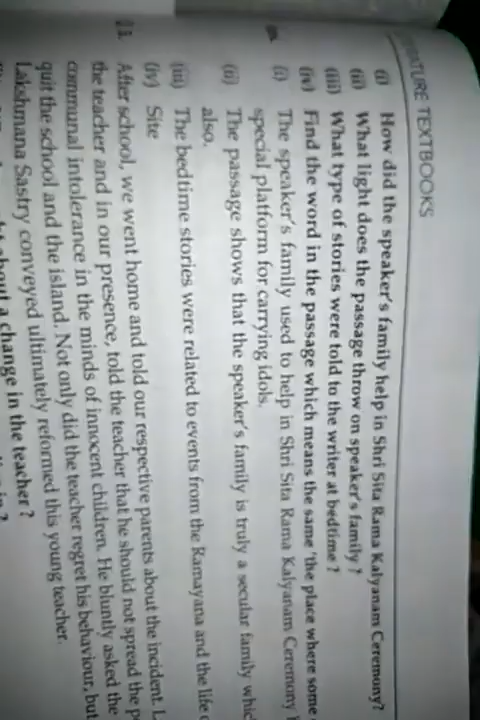 ATURE TEXTBOOKS
(i) How did the speaker's family help in Shri Sita Rama Kalyanam Ceremony?
(ii) What light does the passage throw on speaker's family ?
(iii) What type of stories were told to the writer at bedtime ?
(iv) Find the word in the passage which means the same 'the place where some
(i) The speaker's family used to help in Shri Sita Rama Kalyanam Ceremony
special platform for carrying idols.
(ii) The passage shows that the speaker's family is truly a secular family
also.
(iii) The bedtime stories were related to events from the Ramayana and the life
(iv) Site
After school, we went home and told our respective parents about the incident.
the teacher and in our presence, told the teacher that he should not spread the
communal intolerance in the minds of innocent children. He bluntly asked the
quit the school and the island. Not only did the teacher regret his behaviour, but
Lakshmana Sastry conveyed ultimately reformed this young teacher.
about a change in the teacher ?